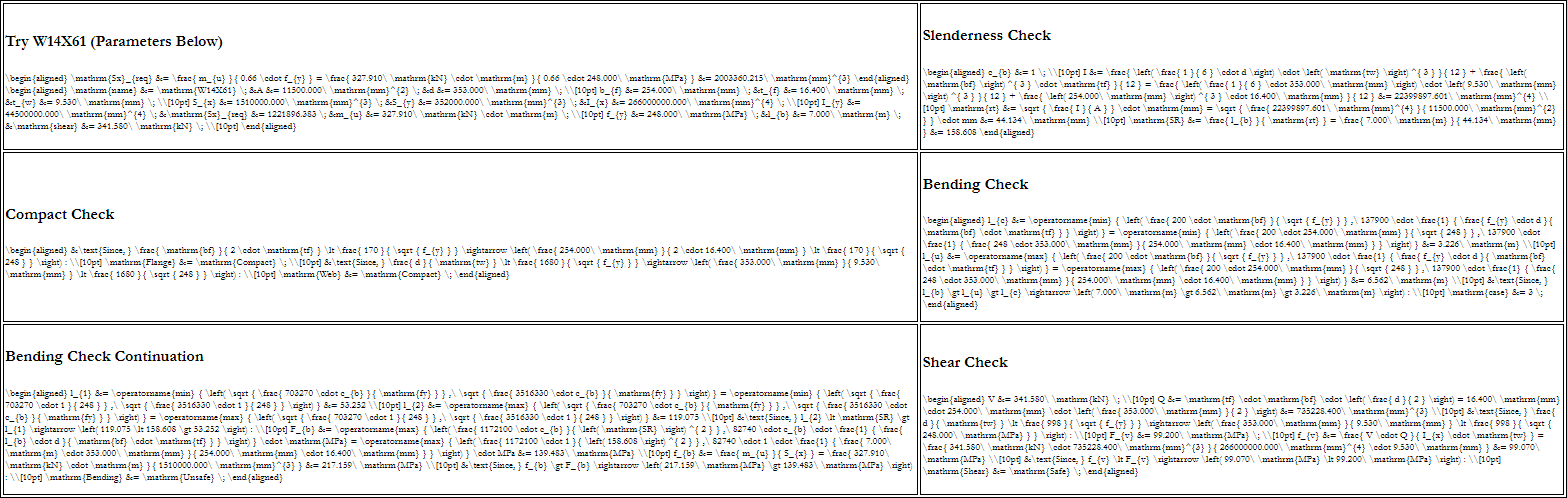 Try W14X61 (Parameters Below)
\begin{aligned} \mathrm{Sx}_{req} &= \frac{ m_{u} }{ 0.66 \cdot f_{y} } = \frac{ 327.910\ \mathrm{kN} \cdot \mathrm{m} }{ 0.66 \cdot 248.000\ \mathrm{MPa} } &= 2003360.215\ \mathrm{mm}^{3} \end{aligned}
\begin{aligned} \mathrm{name} &= \mathrm{W14X61} \; &A &= 11500.000\ \mathrm{mm}^{2} \; &d &= 353.000\ \mathrm{mm} \; \\[10pt] b_{f} &= 254.000\ \mathrm{mm} \; &t_{f} &= 16.400\ \mathrm{mm} \;
&t_{w} &= 9.530\ \mathrm{mm} \; \\[10pt] S_{x} &= 1510000.000\ \mathrm{mm}^{3} \; &S_{y} &= 352000.000\ \mathrm{mm}^{3} \; &I_{x} &= 266000000.000\ \mathrm{mm}^{4} \; \\[10pt] I_{y} &=
44500000.000\ \mathrm{mm}^{4} \; &\mathrm{Sx}_{req} &= 1221896.383 \; &m_{u} &= 327.910\ \mathrm{kN} \cdot \mathrm{m} \; \\[10pt] f_{y} &= 248.000\ \mathrm{MPa} \; &l_{b} &= 7.000\ \mathrm{m} \;
&\mathrm{shear} &= 341.580\ \mathrm{kN} \; \\[10pt] \end{aligned}
Slenderness Check
\begin{aligned} c_{b} &= 1 \; \\[10pt] I &= \frac{ \left( \frac{ 1 }{ 6 } \cdot d \right) \cdot \left( \mathrm{tw} \right) ^{ 3 } }{ 12 } + \frac{ \left(
\mathrm{bf} \right) ^{ 3 } \cdot \mathrm{tf} }{ 12 } = \frac{ \left( \frac{ 1 }{ 6 } \cdot 353.000\ \mathrm{mm} \right) \cdot \left( 9.530\ \mathrm{mm}
\right) ^{ 3 } }{ 12 } + \frac{ \left( 254.000\ \mathrm{mm} \right) ^{ 3 } \cdot 16.400\ \mathrm{mm} }{ 12 } &= 22399897.601\ \mathrm{mm}^{4} \\
[10pt] \mathrm{rt} &= \sqrt { \frac{ I }{ A } } \cdot \mathrm{mm} = \sqrt { \frac{ 22399897.601\ \mathrm{mm}^{4} }{ 11500.000\ \mathrm{mm}^{2}
} } \cdot mm &= 44.134\ \mathrm{mm} \\[10pt] \mathrm{SR} &= \frac{ l_{b} }{ \mathrm{rt} } = \frac{ 7.000\ \mathrm{m} }{ 44.134\ \mathrm{mm}
} &= 158.608 \end{aligned}
Compact Check
\begin{aligned} &\text{Since, } \frac{ \mathrm{bf} }{ 2 \cdot \mathrm{tf} } \lt \frac{ 170 }{ \sqrt { f_{y} } } \rightarrow \left( \frac{ 254.000\ \mathrm{mm} }{ 2 \cdot 16.400\ \mathrm{mm} } \lt \frac{ 170 }{ \sqrt {
248 } } \right) : \\[10pt] \mathrm{Flange} &= \mathrm{Compact} \; \\[10pt] &\text{Since, } \frac{ d }{ \mathrm{tw} } \lt \frac{ 1680 }{ \sqrt { f_{y} } } \rightarrow \left( \frac{ 353.000\ \mathrm{mm} }{ 9.530\
\mathrm{mm} } \lt \frac{ 1680 }{ \sqrt { 248 } } \right) : \\[10pt] \mathrm{Web} &= \mathrm{Compact} \; \end{aligned}
Bending Check
\begin{aligned} l_{c} &= \operatorname{min} { \left( \frac{ 200 \cdot \mathrm{bf} }{ \sqrt { f_{y} } } ,\ 137900 \cdot \frac{1} { \frac{ f_{y} \cdot d }{
\mathrm{bf} \cdot \mathrm{tf} } } \right) } = \operatorname{min} { \left( \frac{ 200 \cdot 254.000\ \mathrm{mm} }{ \sqrt { 248 } } ,\ 137900
\cdot \frac{1} { \frac{ 248 \cdot 353.000\ \mathrm{mm} }{ 254.000\ \mathrm{mm} \cdot 16.400\ \mathrm{mm} } } \right) } &= 3.226\ \mathrm{m} \\[10pt]
l_{u} &= \operatorname{max} { \left( \frac{ 200 \cdot \mathrm{bf} }{ \sqrt { f_{y} } } ,\ 137900 \cdot \frac{1} { \frac{ f_{y} \cdot d }{ \mathrm{bf}
\cdot \mathrm{tf} } } \right) } = \operatorname{max} { \left( \frac{ 200 \cdot 254.000\ \mathrm{mm} }{ \sqrt { 248 } } ,\ 137900 \cdot \frac{1} {
\frac{ 248 \cdot 353.000\ \mathrm{mm} }{ 254.000\ \mathrm{mm} \cdot 16.400\ \mathrm{mm} } } \right) } &= 6.562\ \mathrm{m} \\[10pt] &\text{Since, }
l_{b} \gt l_{u} \gt l_{c} \rightarrow \left( 7.000\ \mathrm{m} \gt 6.562\ \mathrm{m} \gt 3.226\ \mathrm{m} \right) : \\[10pt] \mathrm{case} &= 3 \;
\end{aligned}
Bending Check Continuation
\begin{aligned} l_{1} &= \operatorname{min} { \left( \sqrt { \frac{ 703270 \cdot c_{b} }{ \mathrm{fy} } } ,\ \sqrt { \frac{ 3516330 \cdot c_{b} }{ \mathrm{fy} } } \right) } = \operatorname{min} { \left( \sqrt { \frac{
703270 \cdot 1 }{ 248 } } ,\ \sqrt { \frac{ 3516330 \cdot 1 }{ 248 } } \right) } &= 53.252 \\[10pt] l_{2} &= \operatorname{max} { \left( \sqrt { \frac{ 703270 \cdot c_{b} }{ \mathrm{fy} } } ,\ \sqrt { \frac{ 3516330 \cdot
c_{b} }{ \mathrm{fy} } } \right) } = \operatorname{max} { \left( \sqrt { \frac{ 703270 \cdot 1 }{ 248 } } ,\ \sqrt { \frac{ 3516330 \cdot 1 }{ 248 } } \right) } &= 119.075 \\[10pt] &\text{Since, } l_{2} \lt \mathrm{SR} \gt
l_{1} \rightarrow \left( 119.075 \lt 158.608 \gt 53.252 \right) : \\[10pt] F_{b} &= \operatorname{max} { \left( \frac{ 1172100 \cdot c_{b} }{ \left( \mathrm{SR} \right) ^{ 2 } } ,\ 82740 \cdot c_{b} \cdot \frac{1} { \frac{
l_{b} \cdot d }{ \mathrm{bf} \cdot \mathrm{tf} } } \right) } \cdot \mathrm{MPa} = \operatorname{max} { \left( \frac{ 1172100 \cdot 1 }{ \left( 158.608 \right) ^{ 2 } } ,\ 82740 \cdot 1 \cdot \frac{1} { \frac{ 7.000\
\mathrm{m} \cdot 353.000\ \mathrm{mm} }{ 254.000\ \mathrm{mm} \cdot 16.400\ \mathrm{mm} } } \right) } \cdot MPa &= 139.483\ \mathrm{MPa} \\[10pt] f_{b} &= \frac{ m_{u} }{ S_{x} } = \frac{ 327.910\
\mathrm{kN} \cdot \mathrm{m} }{ 1510000.000\ \mathrm{mm}^{3} } &= 217.159\ \mathrm{MPa} \\[10pt] &\text{Since, } f_{b} \gt F_{b} \rightarrow \left( 217.159\ \mathrm{MPa} \gt 139.483\ \mathrm{MPa} \right)
: \\[10pt] \mathrm{Bending} &= \mathrm{Unsafe} \; \end{aligned}
Shear Check
\begin{aligned} V &= 341.580\ \mathrm{kN} \; \\[10pt] Q &= \mathrm{tf} \cdot \mathrm{bf} \cdot \left( \frac{ d }{ 2 } \right) = 16.400\ \mathrm{mm}
\cdot 254.000\ \mathrm{mm} \cdot \left( \frac{ 353.000\ \mathrm{mm} }{ 2 } \right) &= 735228.400\ \mathrm{mm}^{3} \\[10pt] &\text{Since, } \frac{
d }{ \mathrm{tw} } \lt \frac{ 998 }{ \sqrt { f_{y} } } \rightarrow \left( \frac{ 353.000\ \mathrm{mm} }{ 9.530\ \mathrm{mm} } \lt \frac{ 998 }{ \sqrt {
248.000\ \mathrm{MPa} } } \right) : \\[10pt] F_{v} &= 99.200\ \mathrm{MPa} \; \\[10pt] f_{v} &= \frac{ V \cdot Q }{ I_{x} \cdot \mathrm{tw} } =
\frac{ 341.580\ \mathrm{kN} \cdot 735228.400\ \mathrm{mm}^{3} }{ 266000000.000\ \mathrm{mm}^{4} \cdot 9.530\ \mathrm{mm} } &= 99.070\
\mathrm{MPa} \\[10pt] &\text{Since, } f_{v} \lt F_{v} \rightarrow \left( 99.070\ \mathrm{MPa} \lt 99.200\ \mathrm{MPa} \right) : \\[10pt]
\mathrm{Shear} &= \mathrm{Safe} \; \end{aligned}